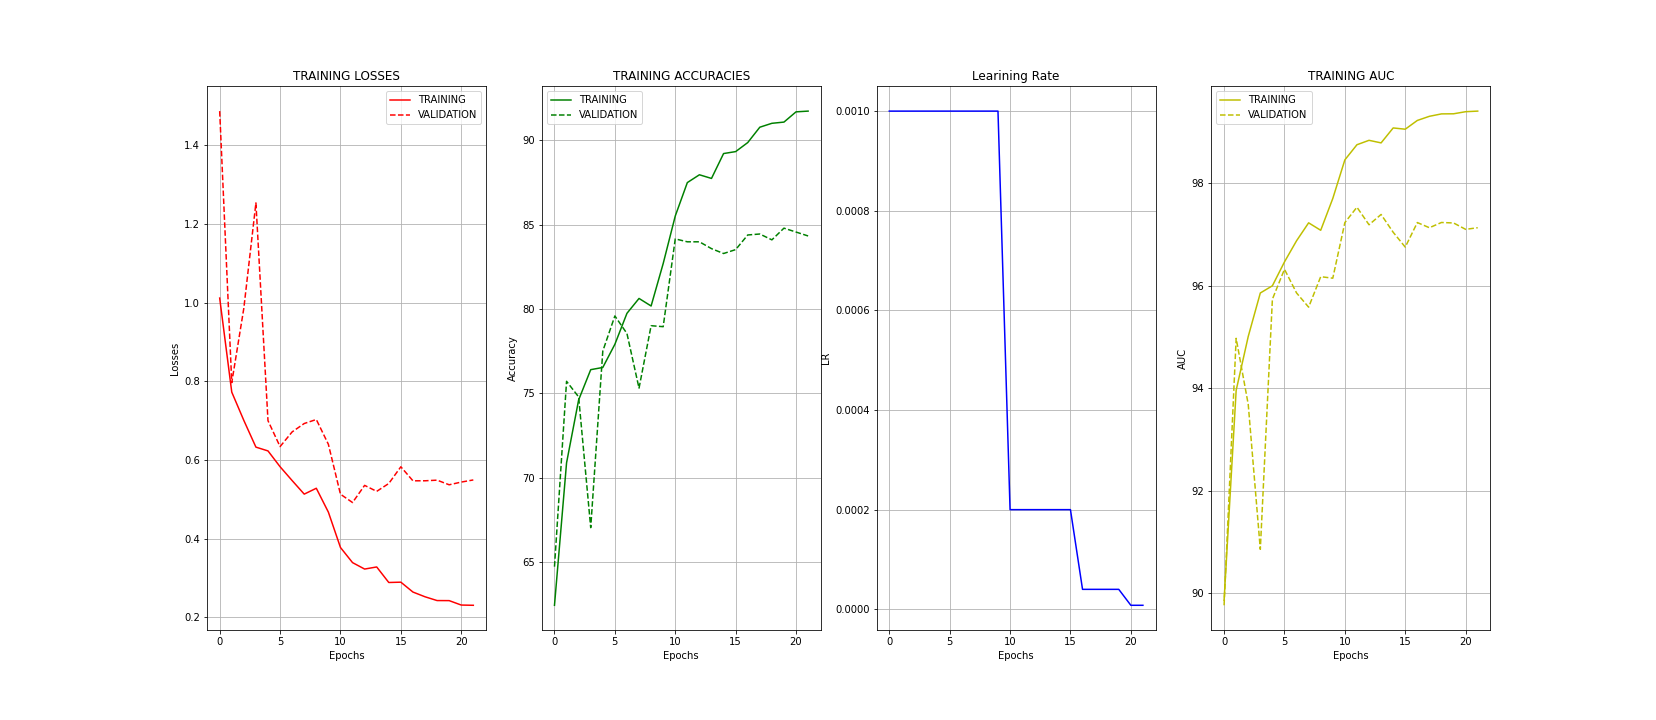 TRAINING LOSSES
TRAINING
VALIDATION
1.4
1.2
1.0
0.8
0.6
0.4
0.2
Losses
0 5 10 15 20
Epochs
TRAINING ACCURACIES
TRAINING
VALIDATION
90
85
80
75
70
65
Accuracy
0 5 10 15 20
Epochs
Learining Rate
0.0010
0.0008
0.0006
0.0004
0.0002
0.0000
LR
0 5 10 15 20
Epochs
TRAINING AUC
TRAINING
VALIDATION
98
96
94
92
90
AUC
0 5 10 15 20
Epochs